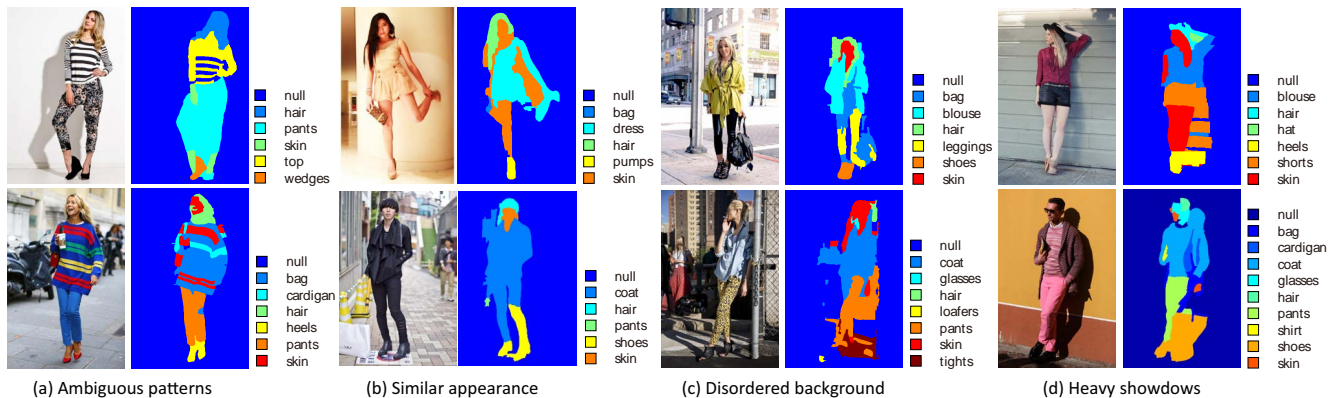 null
hair
pants
skin
top
wedges
null
bag
dress
hair
pumps
skin
null
bag
blouse
hair
leggings
shoes
skin
null
blouse
hair
hat
heels
shorts
skin
null
bag
cardigan
hair
heels
pants
skin
null
coat
hair
pants
shoes
skin
null
coat
glasses
hair
loafers
pants
skin
tights
null
bag
cardigan
coat
glasses
hair
pants
shirt
shoes
skin
(a) Ambiguous patterns
(b) Similar appearance
(c) Disordered background
(d) Heavy showdows